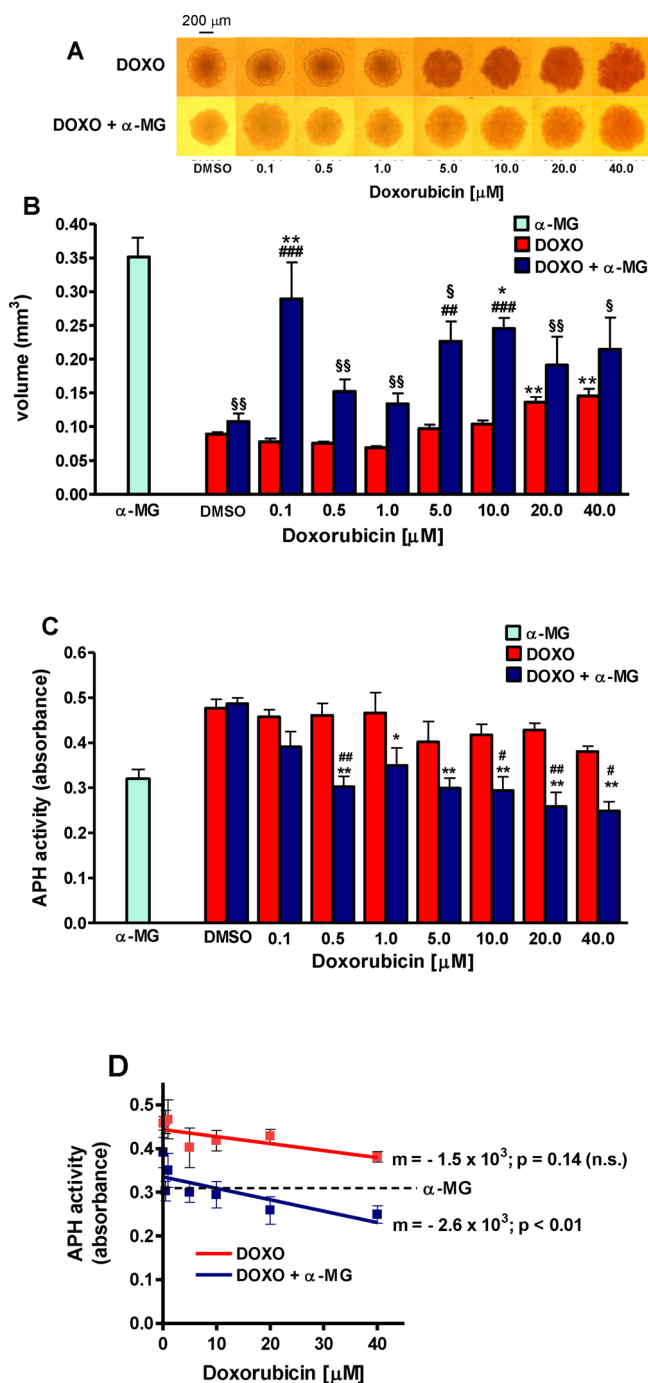 200 μm
A
DOXO
DOXO + α-MG
DMSO 0.1 0.5 1.0 5.0 10.0 20.0 40.0
Doxorubicin [μM]
B
α-MG
DOXO
DOXO + α-MG
volume (mm³)
0.40
0.35
0.30
0.25
0.20
0.15
0.10
0.05
0.00
§§
**
###
§§
§§
§
##
*
###
**
§§
**
§
α-MG DMSO 0.1 0.5 1.0 5.0 10.0 20.0 40.0
Doxorubicin [μM]
C
α-MG
DOXO
DOXO + α-MG
APH activity (absorbance)
0.6
0.5
0.4
0.3
0.2
0.1
0.0
##
**
*
**
#
**
##
**
#
**
α-MG DMSO 0.1 0.5 1.0 5.0 10.0 20.0 40.0
Doxorubicin [μM]
D
APH activity
(absorbance)
0.5
0.4
0.3
0.2
0.1
0.0
m = - 1.5 x 10³; p = 0.14 (n.s.)
α-MG
m = - 2.6 x 10³; p < 0.01
DOXO
DOXO + α-MG
0 10 20 30 40
Doxorubicin [μM]